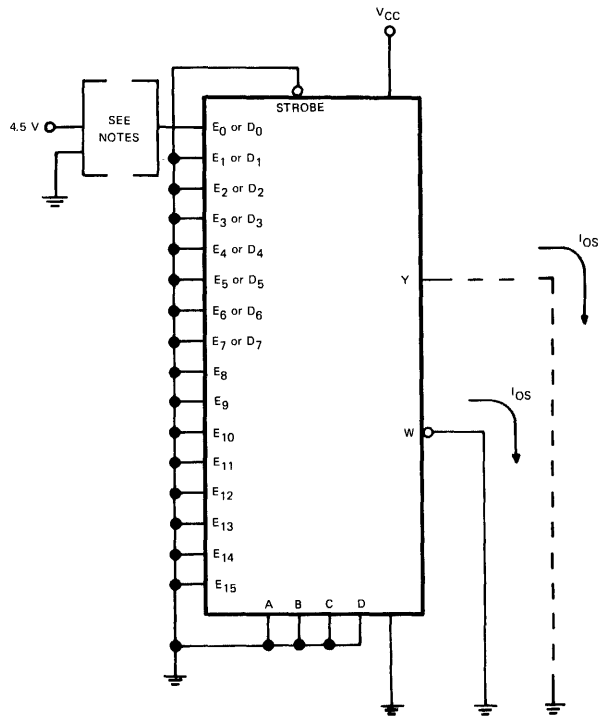 VCC
STROBE
4.5 V
SEE
NOTES
E0 or D0
E1 or D1
E2 or D2
E3 or D3
E4 or D4
E5 or D5
E6 or D6
E7 or D7
E8
E9
E10
E11
E12
E13
E14
E15
Y
IOS
W
IOS
A B C D